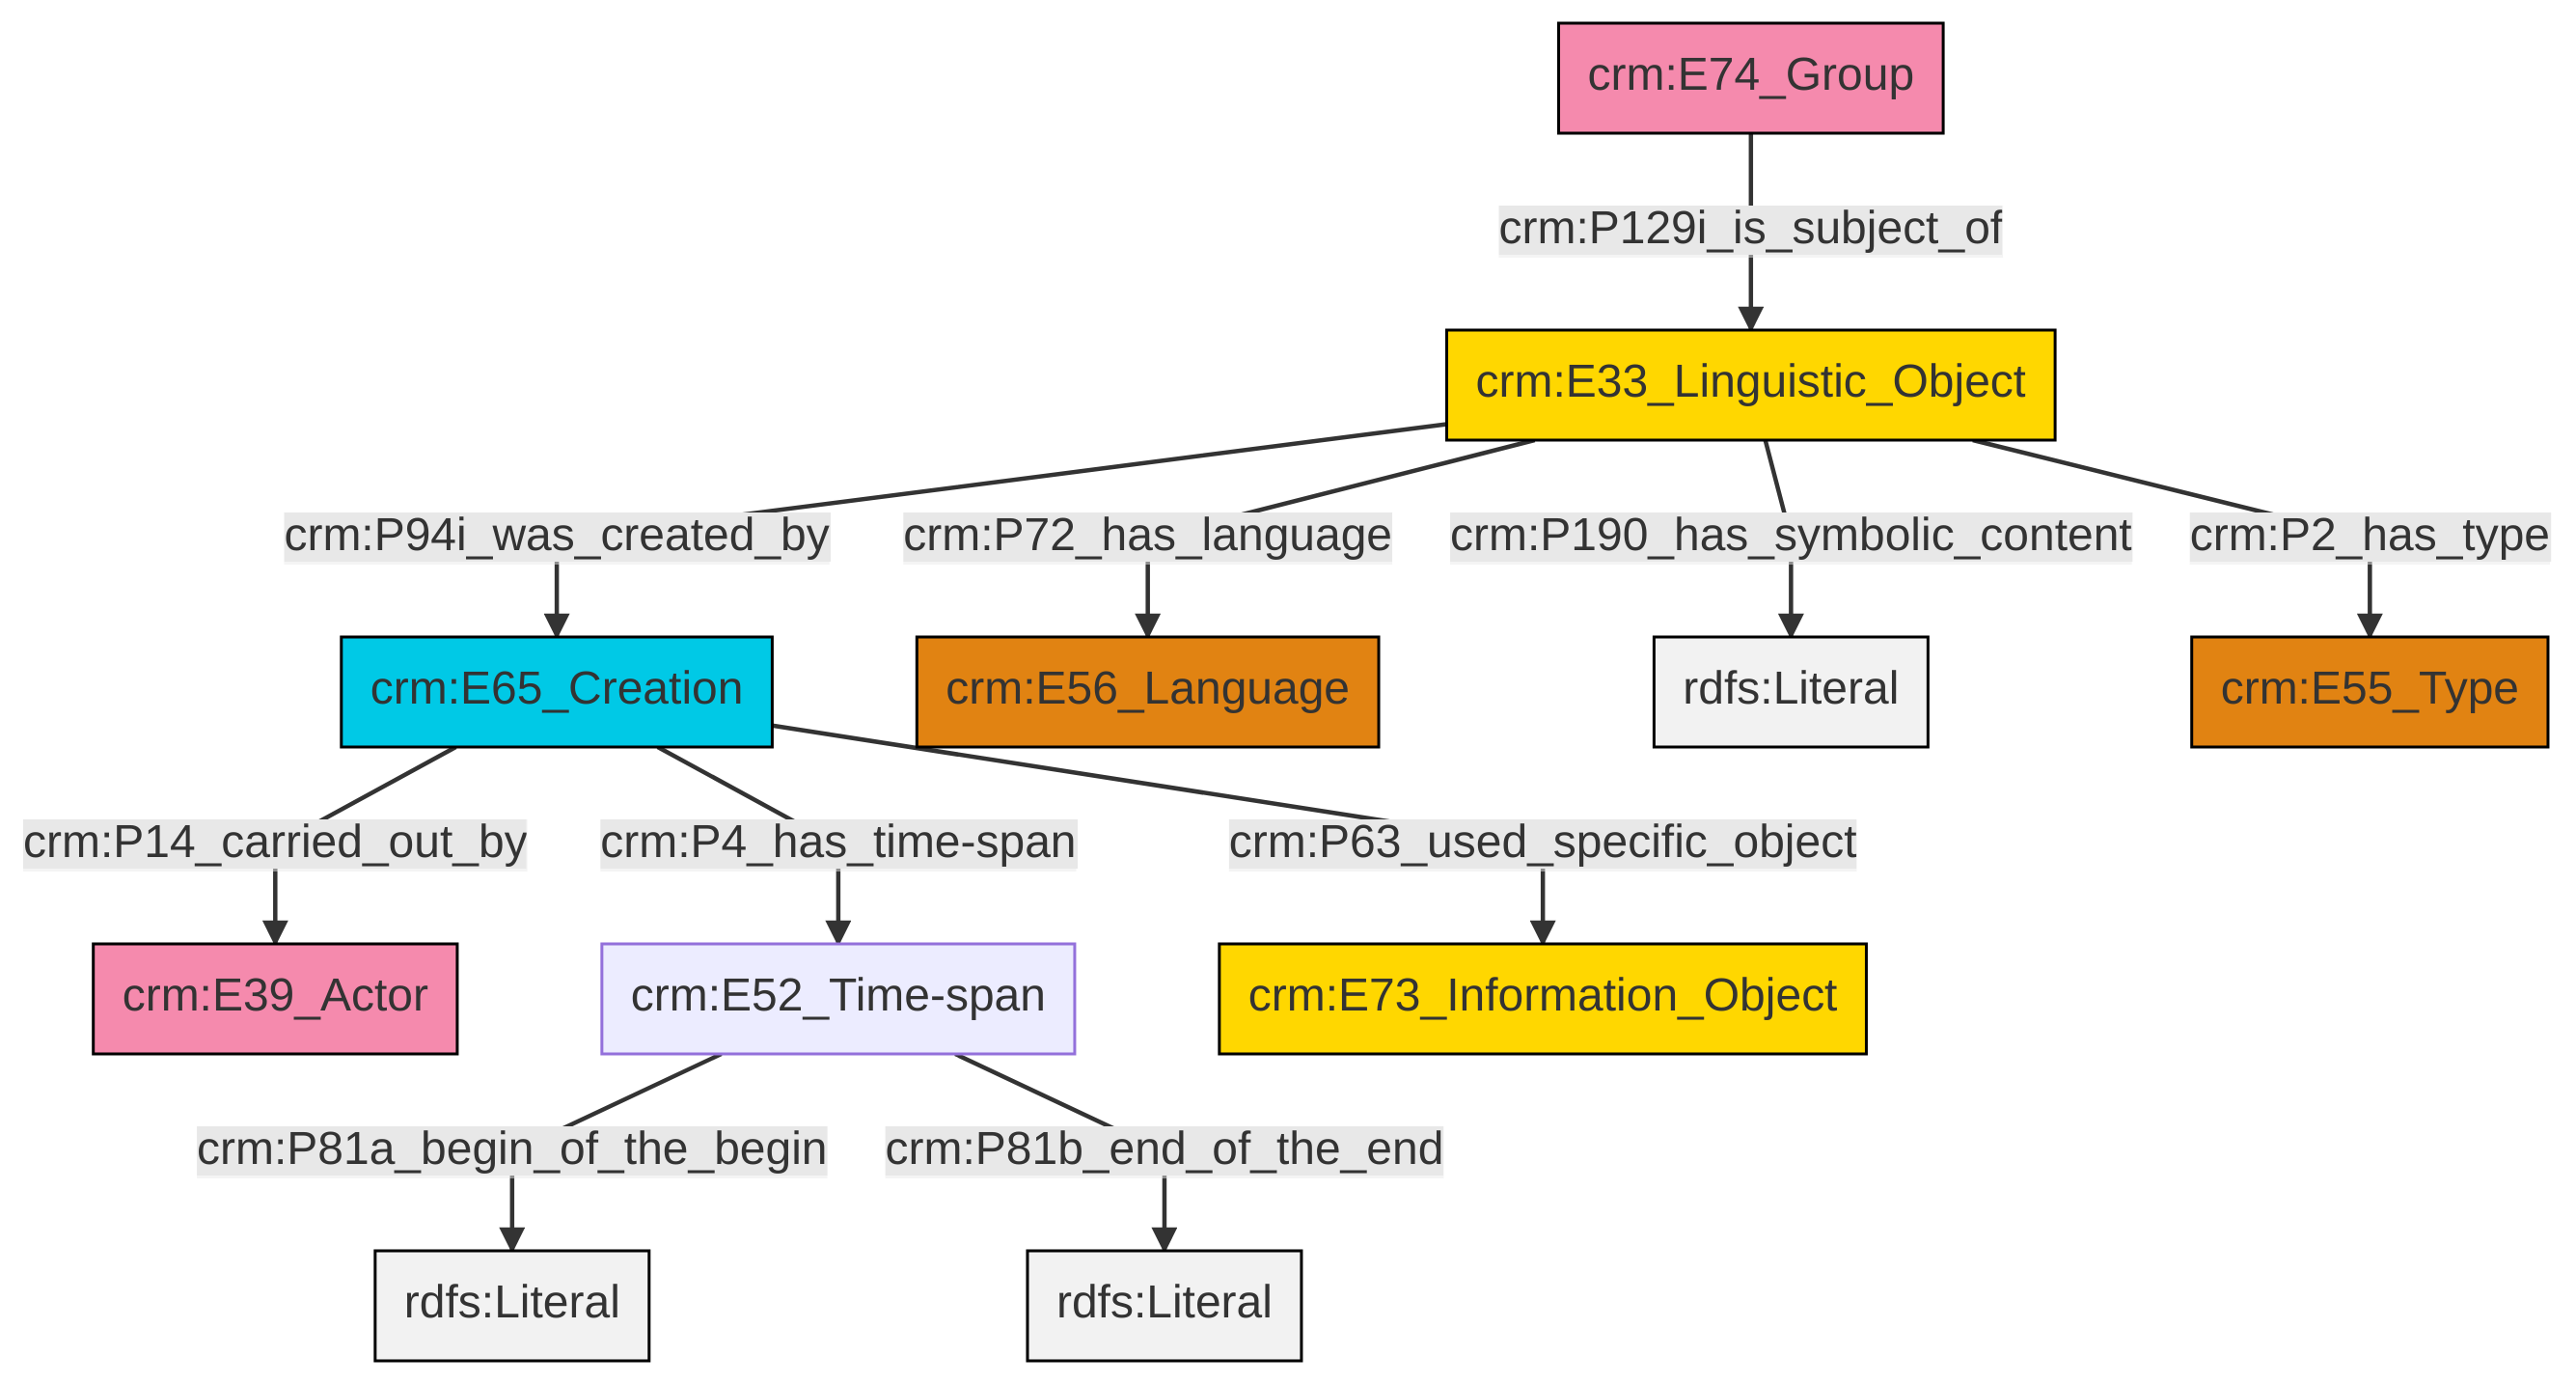 crm:E74_Group
crm:P129i_is_subject_of
crm:E33_Linguistic_Object
crm:P94i_was_created_by
crm:P72_has_language
crm:P190_has_symbolic_content
crm:P2_has_type
crm:E65_Creation
crm:E56_Language
rdfs:Literal
crm:E55_Type
crm:P14_carried_out_by
crm:P4_has_time-span
crm:P63_used_specific_object
crm:E39_Actor
crm:E52_Time-span
crm:E73_Information_Object
crm:P81a_begin_of_the_begin
crm:P81b_end_of_the_end
rdfs:Literal
rdfs:Literal